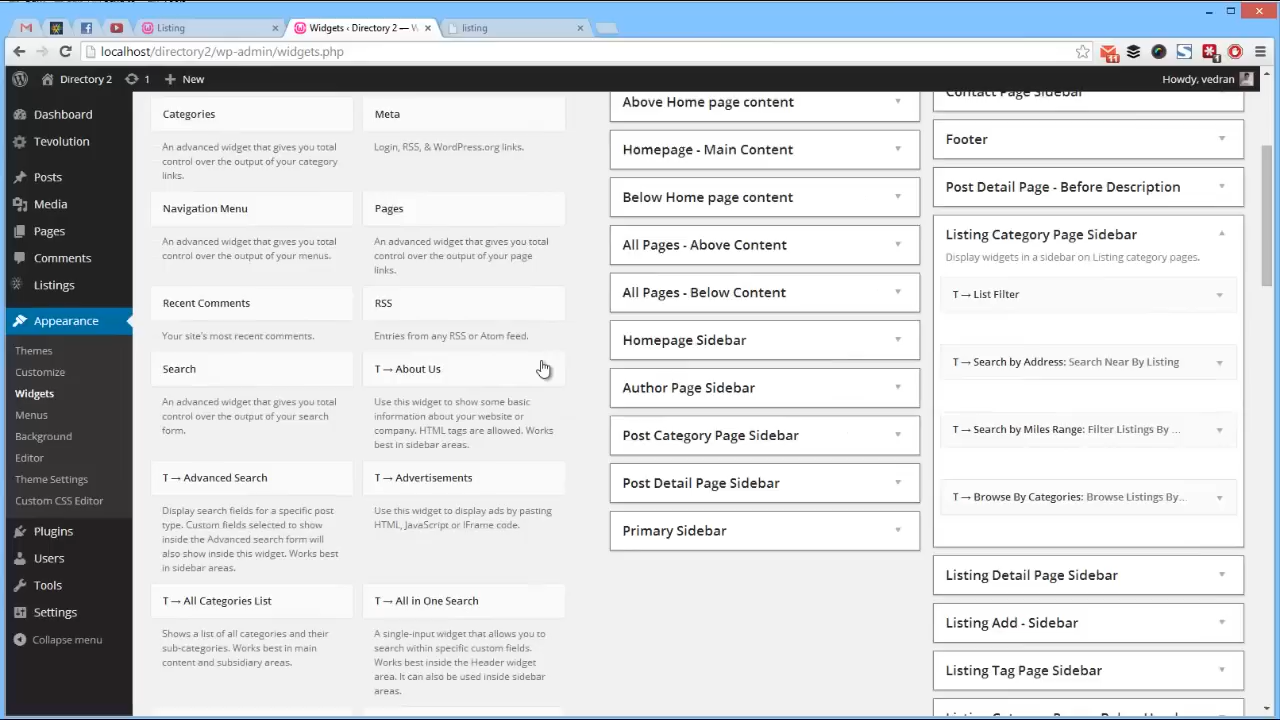 Listing
Widgets ‹ Directory 2 — W
listing
localhost/directory2/wp-admin/widgets.php
Directory 2
1
New
Howdy, vedran
Dashboard
Tevolution
Posts
Media
Pages
Comments
Listings
Appearance
Themes
Customize
Widgets
Menus
Background
Editor
Theme Settings
Custom CSS Editor
Plugins
Users
Tools
Settings
Collapse menu
Categories
An advanced widget that gives you total
control over the output of your category
links.
Meta
Login, RSS, & WordPress.org links.
Navigation Menu
An advanced widget that gives you total
control over the output of your menus.
Pages
An advanced widget that gives you total
control over the output of your page
links.
Recent Comments
Your site's most recent comments.
RSS
Entries from any RSS or Atom feed.
Search
An advanced widget that gives you total
control over the output of your search
form.
T → About Us
Use this widget to show some basic
information about your website or
company. HTML tags are allowed. Works
best in sidebar areas.
T → Advanced Search
Display search fields for a specific post
type. Custom fields selected to show
inside the Advanced search form will
also show inside this widget. Works best
in sidebar areas.
T → Advertisements
Use this widget to display ads by pasting
HTML, JavaScript or IFrame code.
T → All Categories List
Shows a list of all categories and their
sub-categories. Works best in main
content and subsidiary areas.
T → All in One Search
A single-input widget that allows you to
search within specific custom fields.
Works best inside the Header widget
area. It can also be used inside sidebar
areas.
Above Home page content
Homepage - Main Content
Below Home page content
All Pages - Above Content
All Pages - Below Content
Homepage Sidebar
Author Page Sidebar
Post Category Page Sidebar
Post Detail Page Sidebar
Primary Sidebar
Contact Page Sidebar
Footer
Post Detail Page - Before Description
Listing Category Page Sidebar
Display widgets in a sidebar on Listing category pages.
T → List Filter
T → Search by Address: Search Near By Listing
T → Search by Miles Range: Filter Listings By ...
T → Browse By Categories: Browse Listings By...
Listing Detail Page Sidebar
Listing Add - Sidebar
Listing Tag Page Sidebar